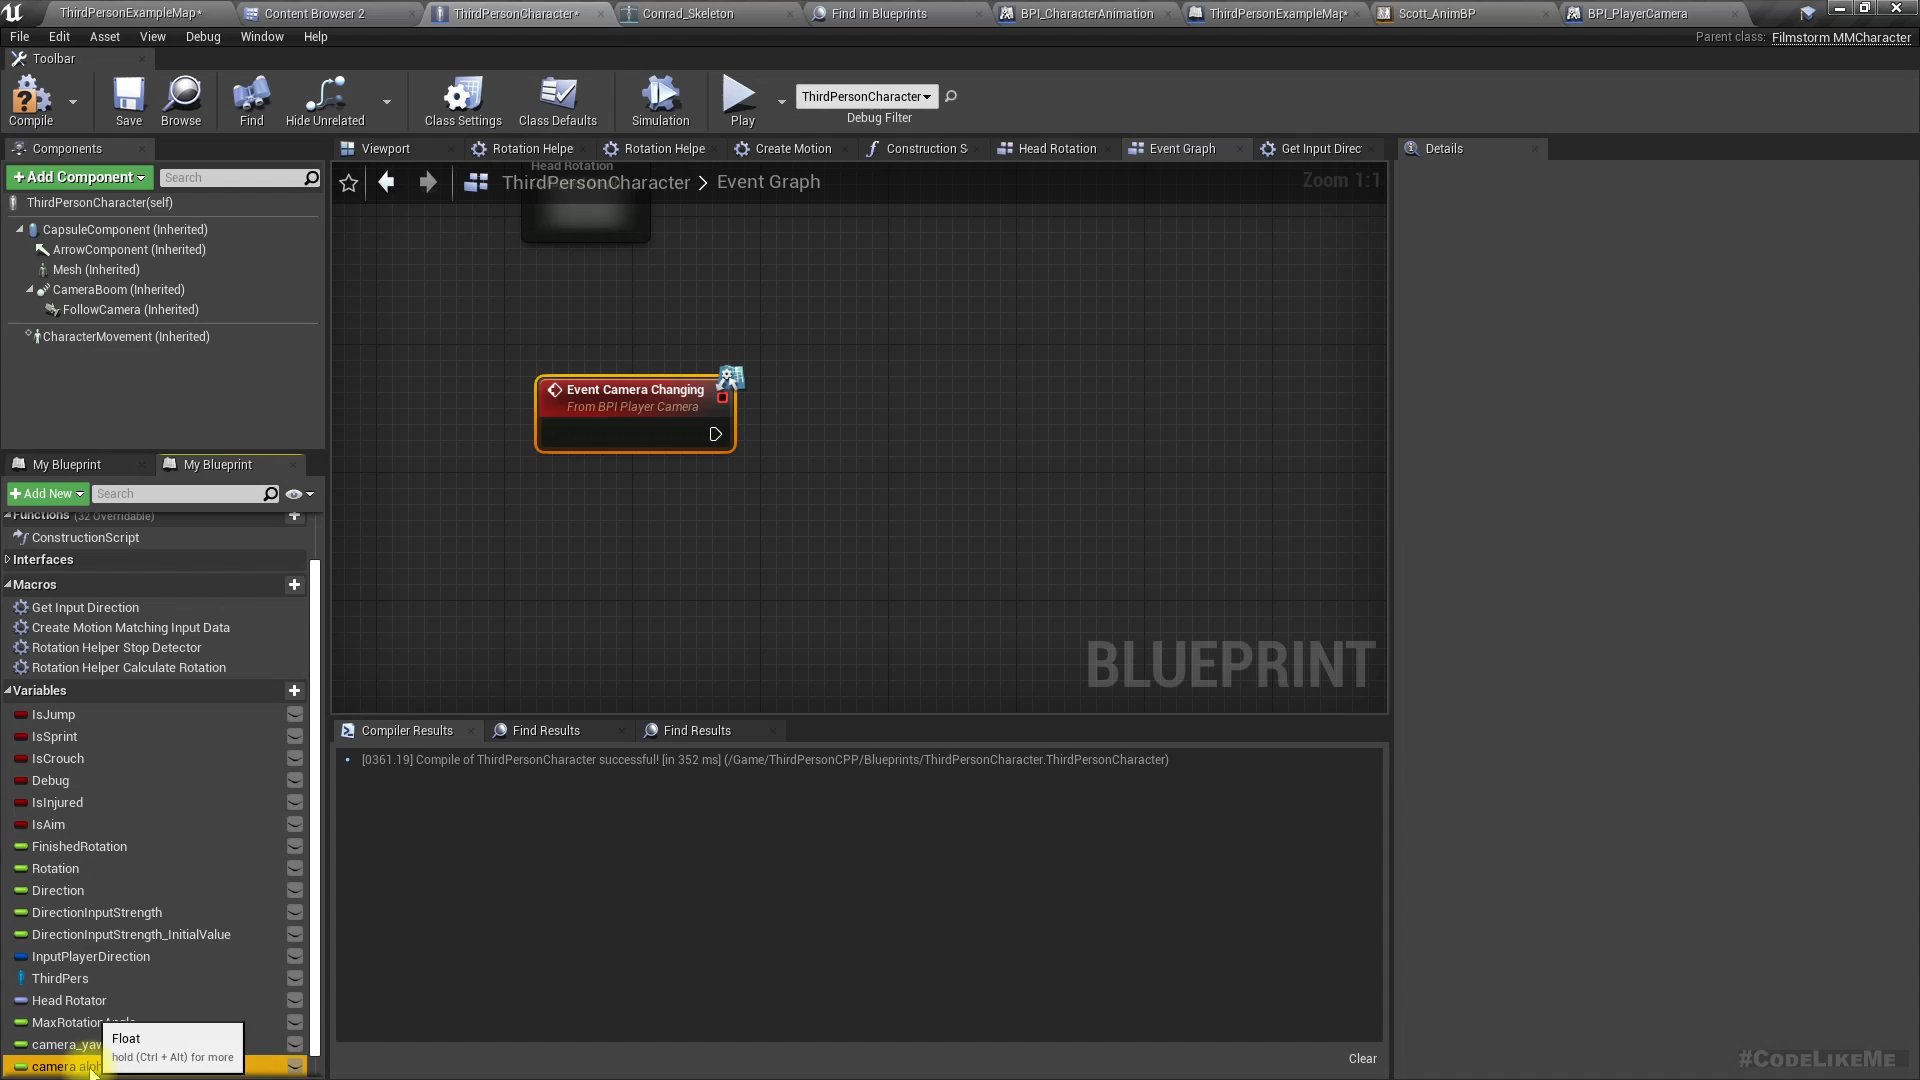 ThirdPersonExampleMap* Content Browser 2 ThirdPersonCharacter* Conrad_Skeleton Find in Blueprints BPI_CharacterAnimation ThirdPersonExampleMap* Scott_AnimBP BPI_PlayerCamera
File Edit Asset View Debug Window Help Parent class: Filmstorm MMCharacter
Toolbar
Compile Save Browse Find Hide Unrelated Class Settings Class Defaults Simulation Play ThirdPersonCharacter Debug Filter
Components Viewport Rotation Helpe Rotation Helpe Create Motion Construction S Head Rotation Event Graph Get Input Direc Details
+Add Component Search
Head Rotation
ThirdPersonCharacter > Event Graph Zoom 1:1
ThirdPersonCharacter(self)
CapsuleComponent (Inherited)
ArrowComponent (Inherited)
Mesh (Inherited)
CameraBoom (Inherited)
FollowCamera (Inherited)
CharacterMovement (Inherited)
Event Camera Changing
From BPI Player Camera
My Blueprint My Blueprint
+Add New Search
Functions (32 Overridable)
ConstructionScript
Interfaces
Macros
Get Input Direction
Create Motion Matching Input Data
Rotation Helper Stop Detector
Rotation Helper Calculate Rotation
Variables
IsJump
IsSprint
IsCrouch
Debug
IsInjured
IsAim
FinishedRotation
Rotation
Direction
DirectionInputStrength
DirectionInputStrength_InitialValue
InputPlayerDirection
ThirdPers
Head Rotator
MaxRotationAngle
camera_yaw
camera alph
Float
hold (Ctrl + Alt) for more
BLUEPRINT
Compiler Results Find Results Find Results
[0361.19] Compile of ThirdPersonCharacter successful! [in 352 ms] (/Game/ThirdPersonCPP/Blueprints/ThirdPersonCharacter.ThirdPersonCharacter)
Clear
#CODELIKEME